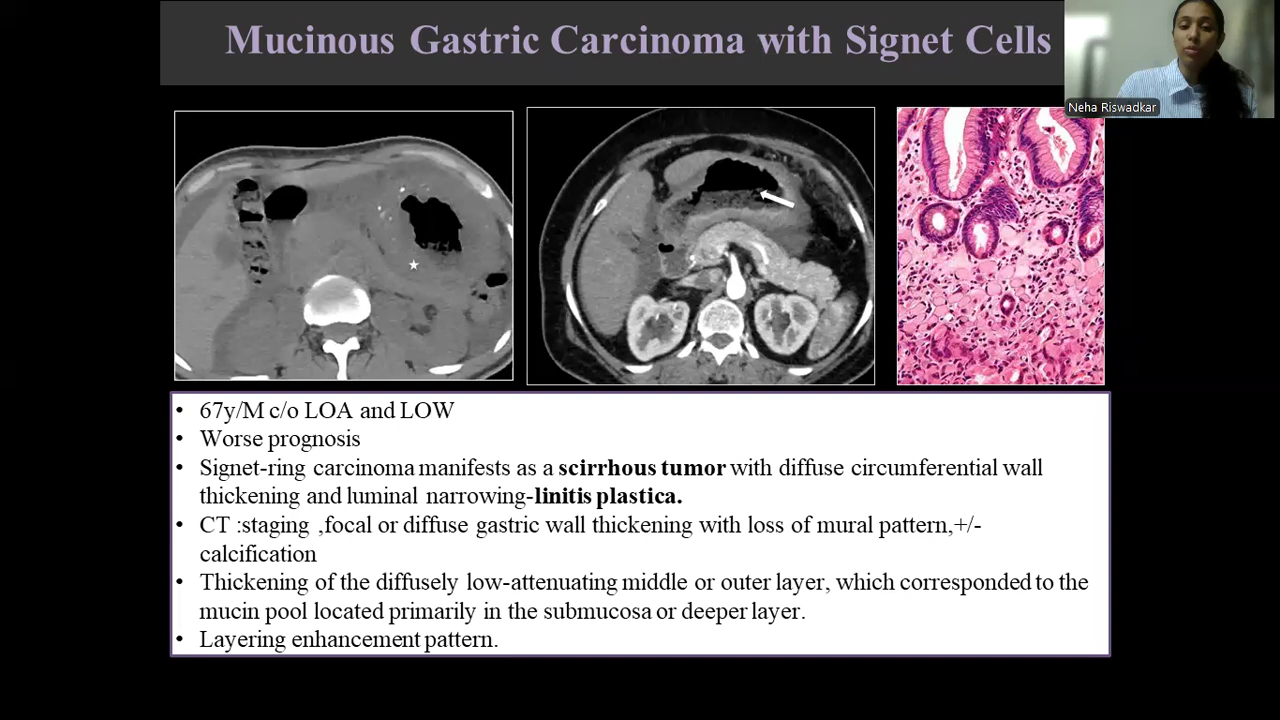 Mucinous Gastric Carcinoma with Signet Cells
Neha Riswadkar
• 67y/M c/o LOA and LOW
• Worse prognosis
• Signet-ring carcinoma manifests as a scirrhous tumor with diffuse circumferential wall
thickening and luminal narrowing-linitis plastica.
• CT :staging ,focal or diffuse gastric wall thickening with loss of mural pattern,+/-
calcification
• Thickening of the diffusely low-attenuating middle or outer layer, which corresponded to the
mucin pool located primarily in the submucosa or deeper layer.
• Layering enhancement pattern.